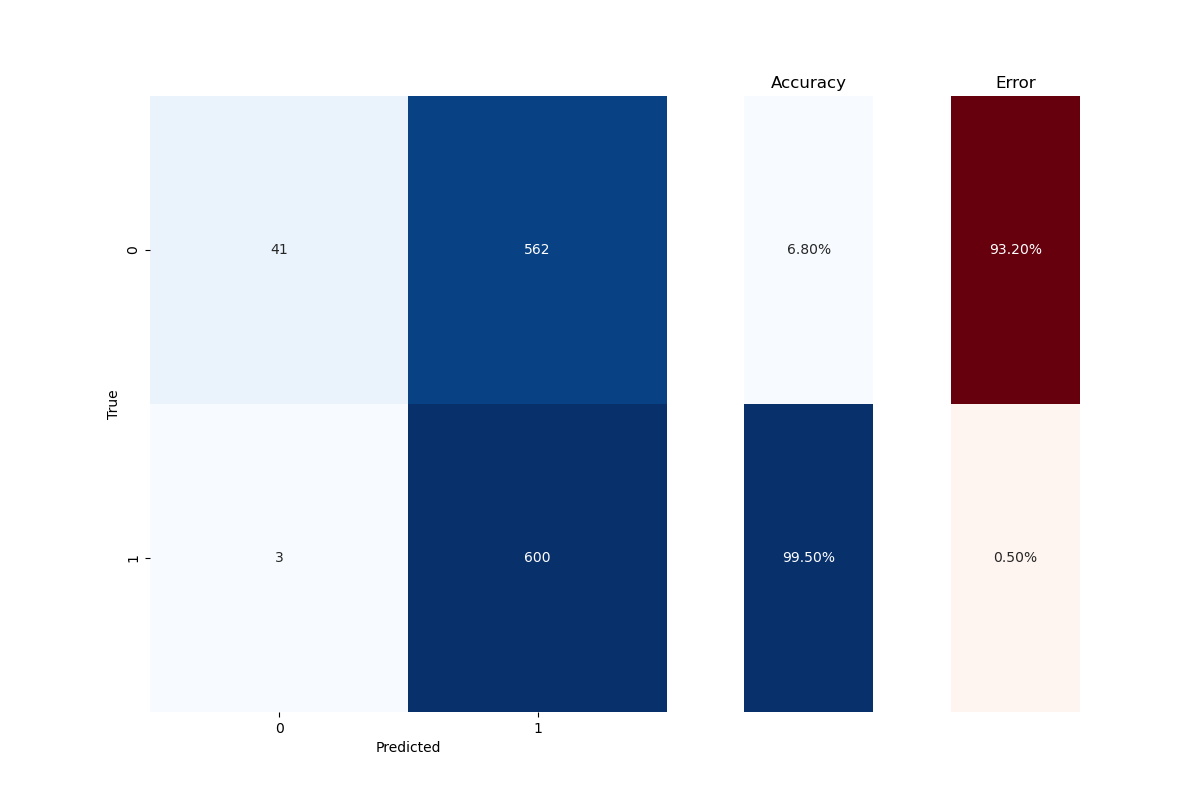 Accuracy Error
0 41 562 6.80% 93.20%
True
1 3 600 99.50% 0.50%
0 1
Predicted